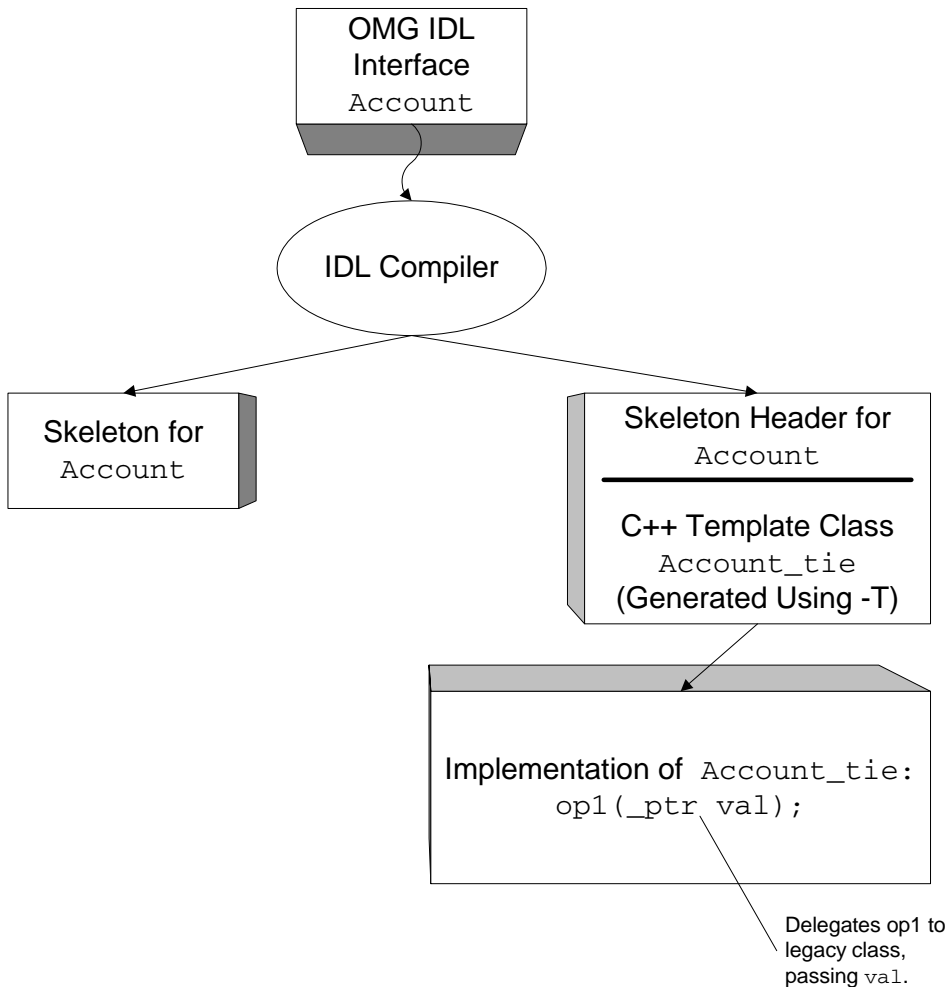 OMG IDL
Interface
Account
IDL Compiler
Skeleton for
Account
Skeleton Header for
Account
C++ Template Class
Account_tie
(Generated Using -T)
Implementation of Account_tie:
op1(_ptr val);
Delegates op1 to
legacy class,
passing val.